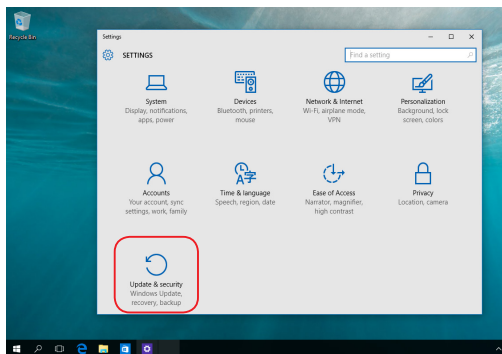 Recycle Bin
Settings
SETTINGS
Find a setting
System
Display, notifications,
apps, power
Devices
Bluetooth, printers,
mouse
Network & Internet
Wi-Fi, airplane mode,
VPN
Personalization
Background, lock
screen, colors
Accounts
Your account, sync
settings, work, family
Time & language
Speech, region, date
Ease of Access
Narrator, magnifier,
high contrast
Privacy
Location, camera
Update & security
Windows Update,
recovery, backup